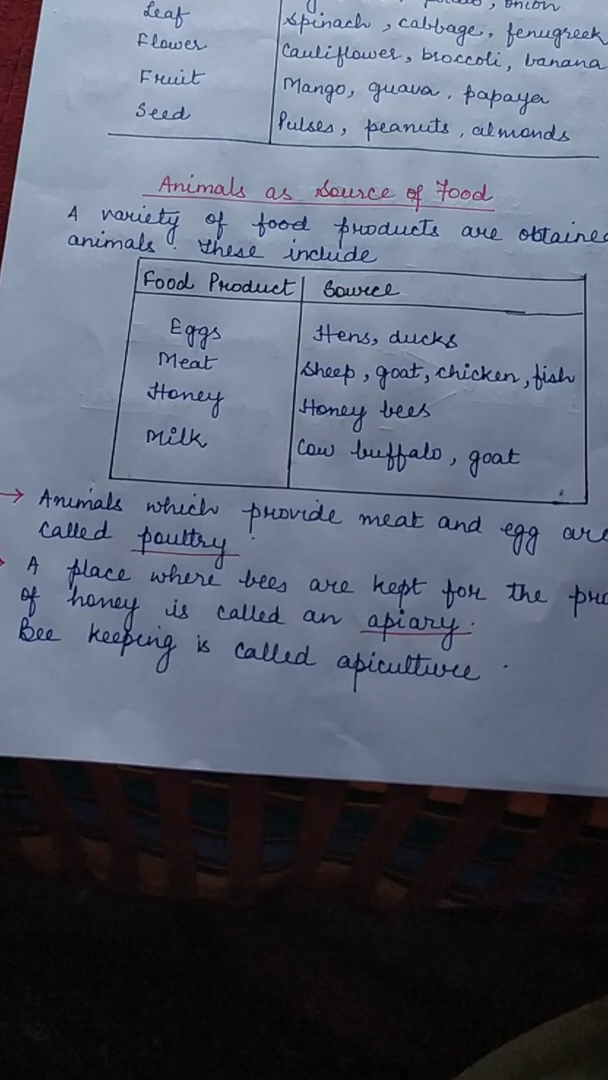 , onion
Leaf Spinach, cabbage, fenugreek
Flower Cauliflower, broccoli, banana
Fruit Mango, guava, papaya
Seed Pulses, peanuts, almonds
Animals as Source of Food
A variety of food products are obtained
animals. These include
Food Product Source
Eggs Hens, ducks
Meat Sheep, goat, chicken, fish
Honey Honey bees
Milk Cow buffalo, goat
→ Animals which provide meat and egg are
called poultry.
A place where bees are kept for the pro
of honey is called an apiary.
Bee keeping is called apiculture.